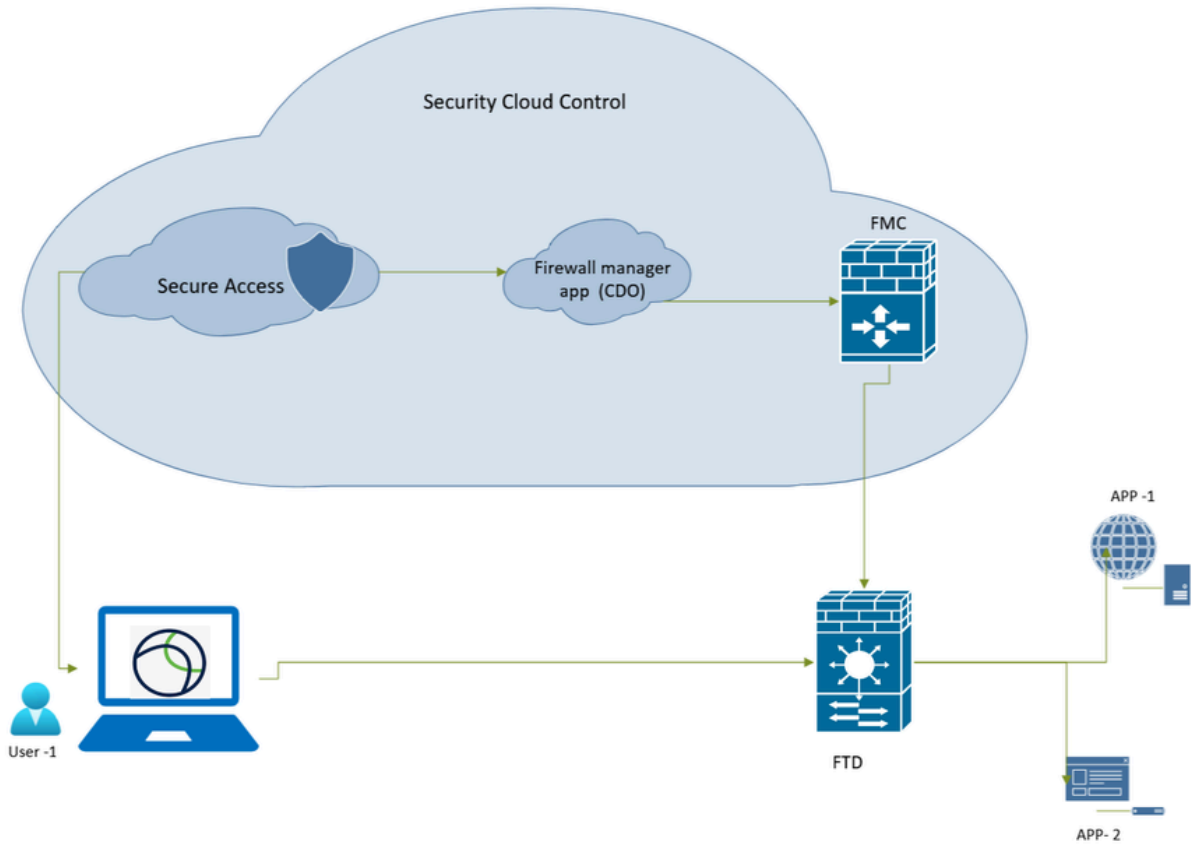 Security Cloud Control
FMC
Secure Access
Firewall manager
app (CDO)
APP -1
User -1
FTD
APP- 2